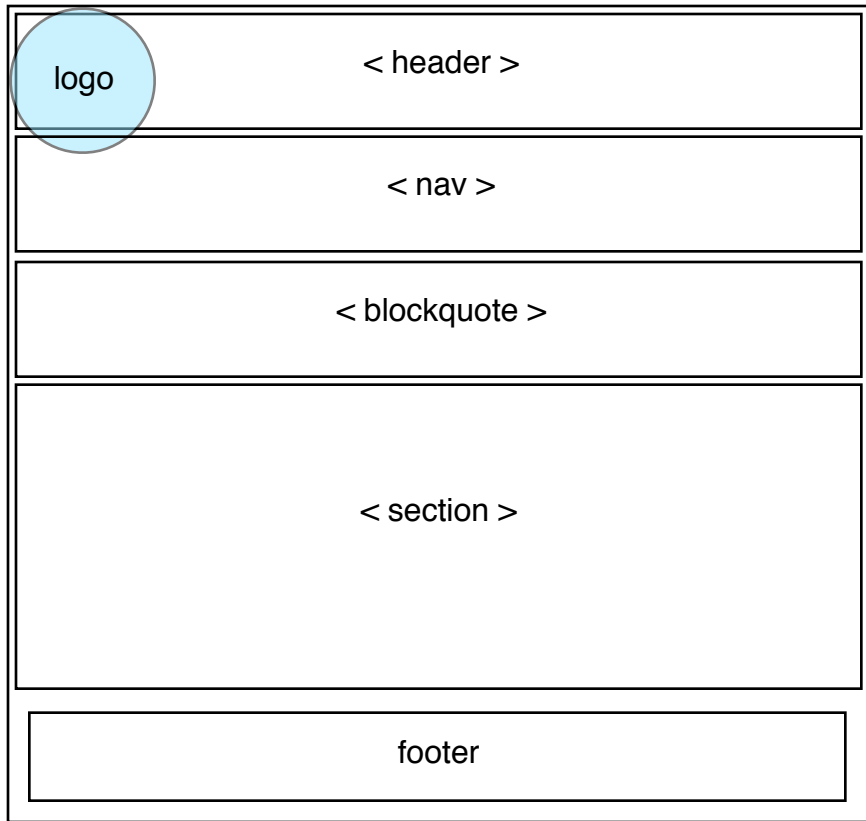 logo
< header >
< nav >
< blockquote >
< section >
footer